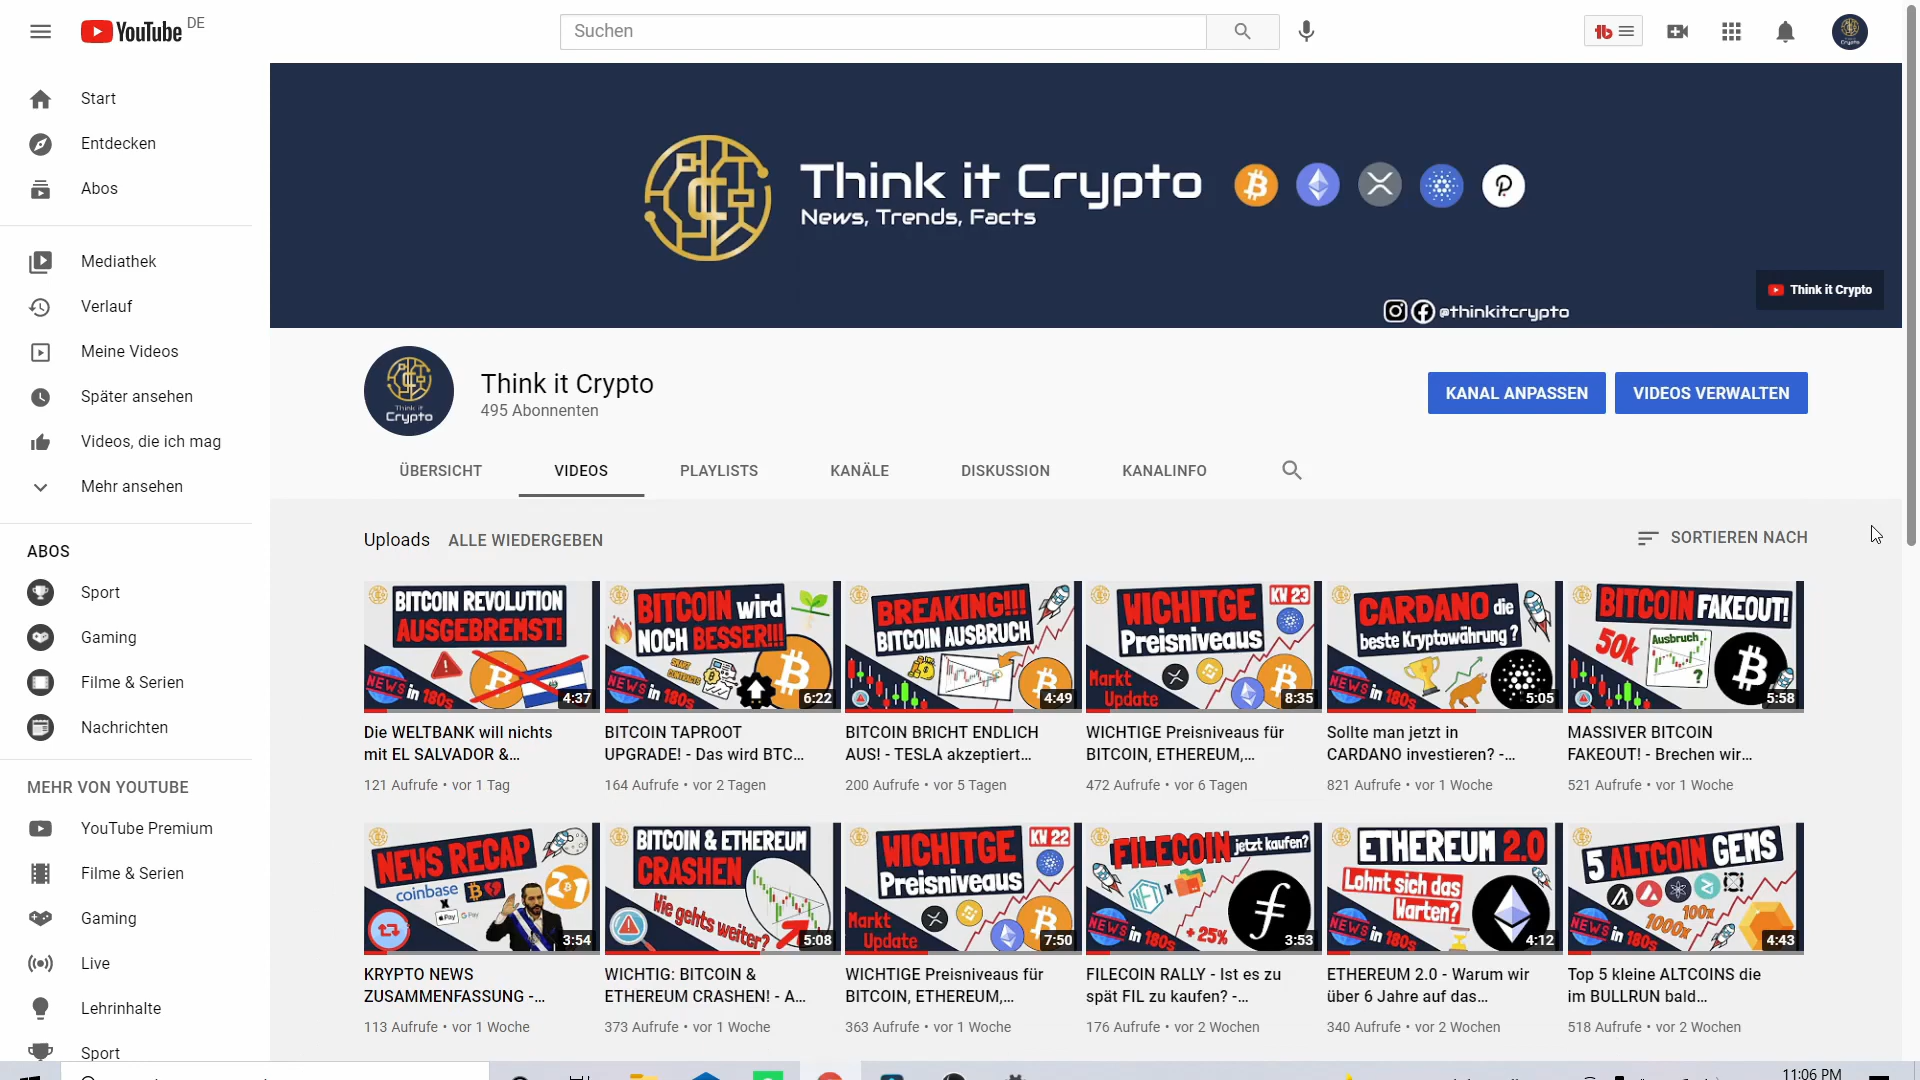 YouTube DE
Suchen
Start
Entdecken
Abos
Mediathek
Verlauf
Meine Videos
Später ansehen
Videos, die ich mag
Mehr ansehen
ABOS
Sport
Gaming
Filme & Serien
Nachrichten
MEHR VON YOUTUBE
YouTube Premium
Filme & Serien
Gaming
Live
Lehrinhalte
Sport
Think it Crypto
News, Trends, Facts
@thinkitcrypto
Think it Crypto
Think it
Crypto
Think it Crypto
495 Abonnenten
KANAL ANPASSEN
VIDEOS VERWALTEN
ÜBERSICHT VIDEOS PLAYLISTS KANÄLE DISKUSSION KANALINFO
Uploads ALLE WIEDERGEBEN
SORTIEREN NACH
BITCOIN REVOLUTION
AUSGEBREMST!
NEWS in 180s
4:37
Die WELTBANK will nichts
mit EL SALVADOR &...
121 Aufrufe • vor 1 Tag
BITCOIN wird
NOCH BESSER!!!
SMART
CONTRACTS
NEWS in 180s
6:22
BITCOIN TAPROOT
UPGRADE! - Das wird BTC...
164 Aufrufe • vor 2 Tagen
BREAKING!!!
BITCOIN AUSBRUCH
4:49
BITCOIN BRICHT ENDLICH
AUS! - TESLA akzeptiert...
200 Aufrufe • vor 5 Tagen
WICHITGE KW 23
Preisniveaus
Markt
Update
8:35
WICHTIGE Preisniveaus für
BITCOIN, ETHEREUM,...
472 Aufrufe • vor 6 Tagen
CARDANO die
beste Kryptowährung ?
NEWS in 180s
5:05
Sollte man jetzt in
CARDANO investieren? -...
821 Aufrufe • vor 1 Woche
BITCOIN FAKEOUT!
50k
Ausbruch
?
5:58
MASSIVER BITCOIN
FAKEOUT! - Brechen wir...
521 Aufrufe • vor 1 Woche
NEWS RECAP
coinbase
x
Pay G Pay
3:54
KRYPTO NEWS
ZUSAMMENFASSUNG -...
113 Aufrufe • vor 1 Woche
BITCOIN & ETHEREUM
CRASHEN
Wie gehts weiter?
5:08
WICHTIG: BITCOIN &
ETHEREUM CRASHEN! - A...
373 Aufrufe • vor 1 Woche
WICHITGE KW 22
Preisniveaus
Markt
Update
7:50
WICHTIGE Preisniveaus für
BITCOIN, ETHEREUM,...
363 Aufrufe • vor 1 Woche
FILECOIN jetzt kaufen?
NFT x
NEWS in 180s
+ 25%
3:53
FILECOIN RALLY - Ist es zu
spät FIL zu kaufen? -...
176 Aufrufe • vor 2 Wochen
ETHEREUM 2.0
Lohnt sich das
Warten?
NEWS in 180s
4:12
ETHEREUM 2.0 - Warum wir
über 6 Jahre auf das...
340 Aufrufe • vor 2 Wochen
5 ALTCOIN GEMS
100x
1000x
NEWS in 180s
4:43
Top 5 kleine ALTCOINS die
im BULLRUN bald...
518 Aufrufe • vor 2 Wochen
11:06 PM